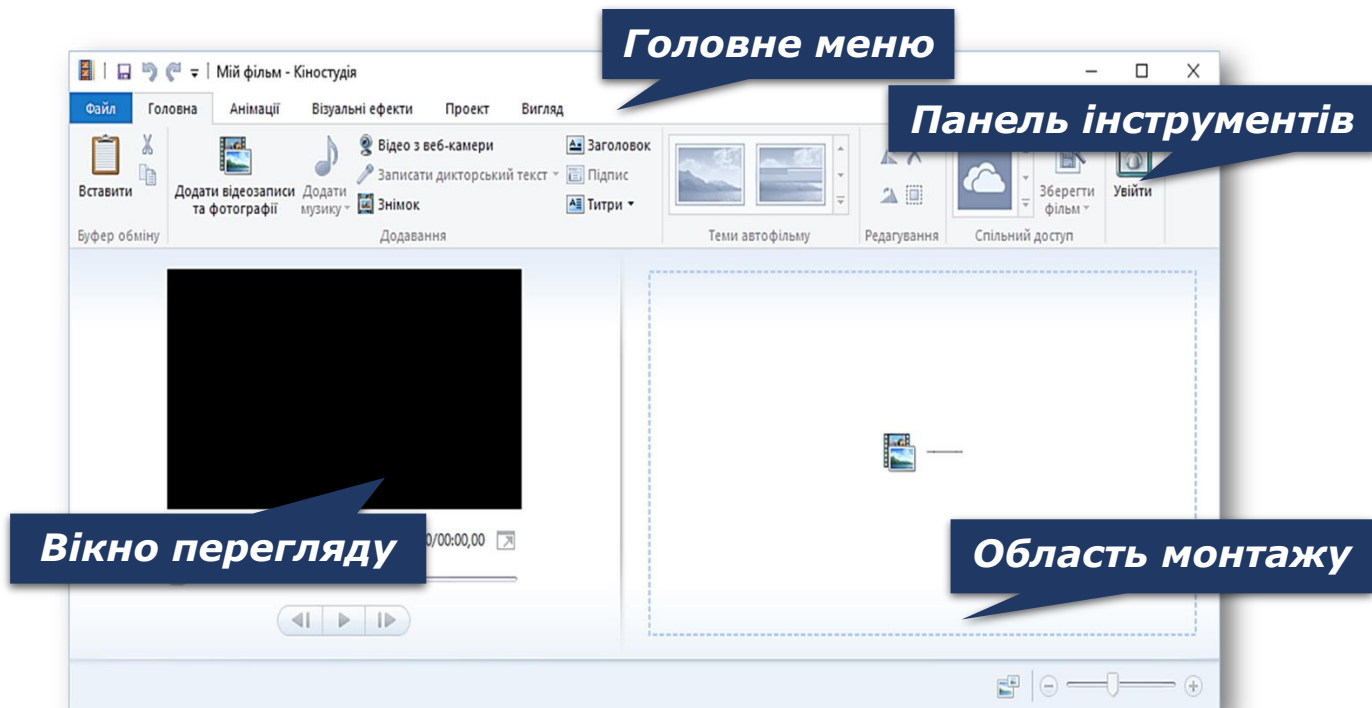 Головне меню
Мій фільм - Кіностудія
Файл Головна Анімації Візуальні ефекти Проект Вигляд
Панель інструментів
Вставити
Додати відеозаписи
та фотографії
Додати
музику
Відео з веб-камери
Записати дикторський текст
Знімок
Заголовок
Підпис
Титри
Зберегти
фільм
Увійти
Буфер обміну Додавання Теми автофільму Редагування Спільний доступ
Вікно перегляду
0/00:00,00
Область монтажу